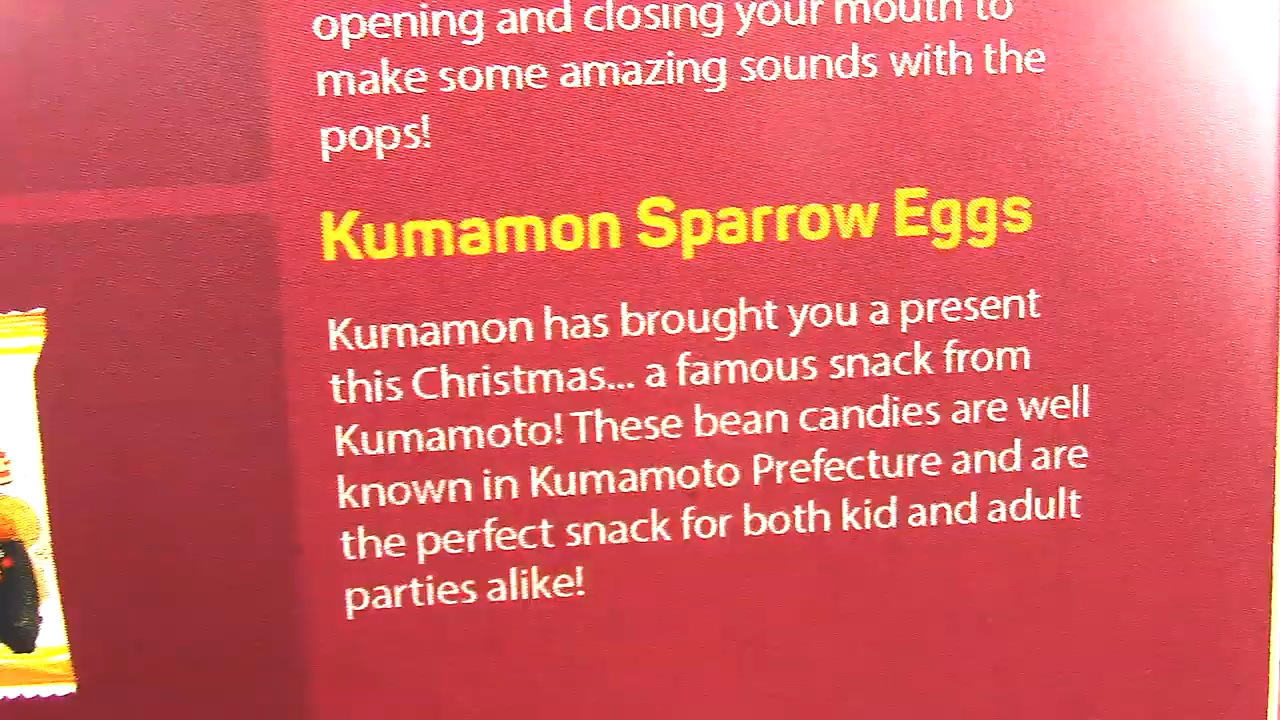 opening and closing your mouth to
make some amazing sounds with the
pops!
Kumamon Sparrow Eggs
Kumamon has brought you a present
this Christmas... a famous snack from
Kumamoto! These bean candies are well
known in Kumamoto Prefecture and are
the perfect snack for both kid and adult
parties alike!